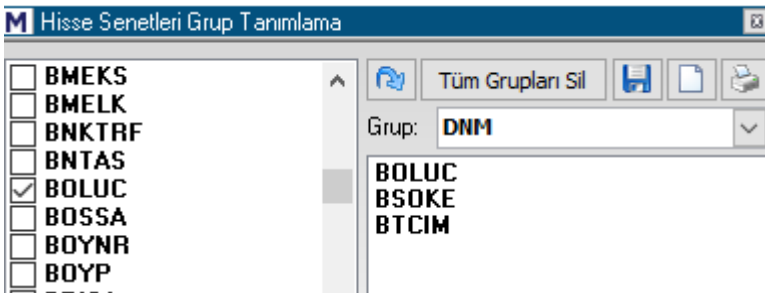 M Hisse Senetleri Grup Tanımlama
BMEKS
BMELK
BNKTRF
BNTAS
BOLUC
BOSSA
BOYNR
BOYP
Tüm Grupları Sil
Grup: DNM
BOLUC
BSOKE
BTCIM